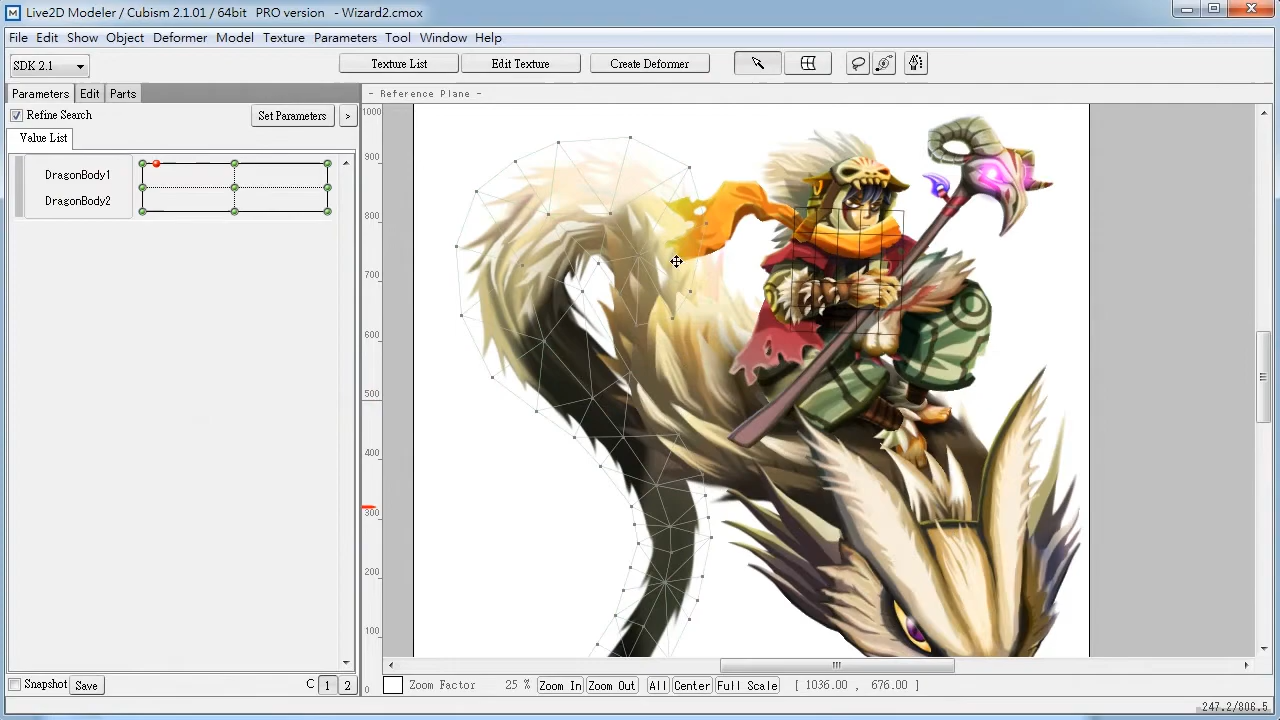 Live2D Modeler / Cubism 2.1.01 / 64bit PRO version - Wizard2.cmox
File Edit Show Object Deformer Model Texture Parameters Tool Window Help
SDK 2.1 Texture List Edit Texture Create Deformer
Parameters Edit Parts
- Reference Plane -
Refine Search Set Parameters >
Value List
DragonBody1
DragonBody2
1000
900
800
700
600
500
400
300
200
100
0
Snapshot Save C 1 2
Zoom Factor 25 % Zoom In Zoom Out All Center Full Scale [ 1036.00 , 676.00 ]
247.2/806.5